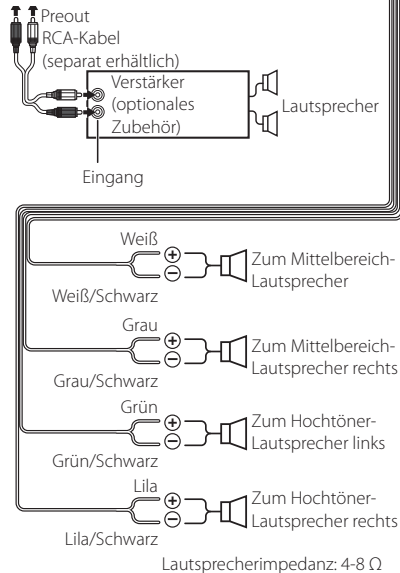 Preout
RCA-Kabel
(separat erhältlich)
Verstärker
(optionales
Zubehör)
Lautsprecher
Eingang
Weiß
⊕
⊖
Weiß/Schwarz
Zum Mittelbereich-
Lautsprecher
Grau
⊕
⊖
Grau/Schwarz
Zum Mittelbereich-
Lautsprecher rechts
Grün
⊕
⊖
Grün/Schwarz
Zum Hochtöner-
Lautsprecher links
Lila
⊕
⊖
Lila/Schwarz
Zum Hochtöner-
Lautsprecher rechts
Lautsprecherimpedanz: 4-8 Ω